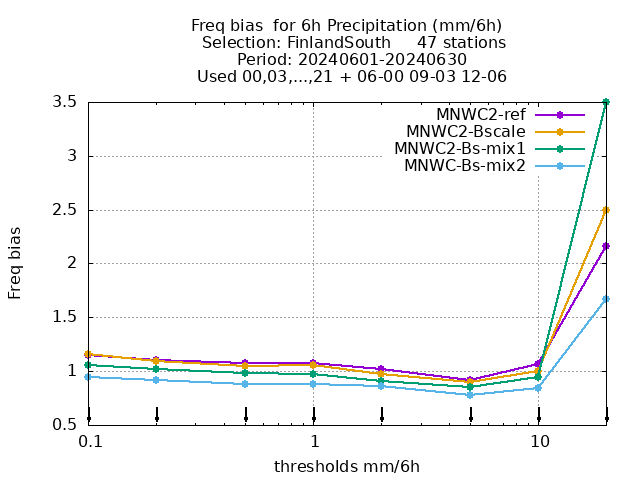 Freq bias  for 6h Precipitation (mm/6h)
Selection: FinlandSouth     47 stations
Period: 20240601-20240630
Used 00,03,...,21 + 06-00 09-03 12-06
MNWC2-ref
MNWC2-Bscale
MNWC2-Bs-mix1
MNWC-Bs-mix2
3.5
3
2.5
2
1.5
1
0.5
Freq bias
0.1 1 10
thresholds mm/6h